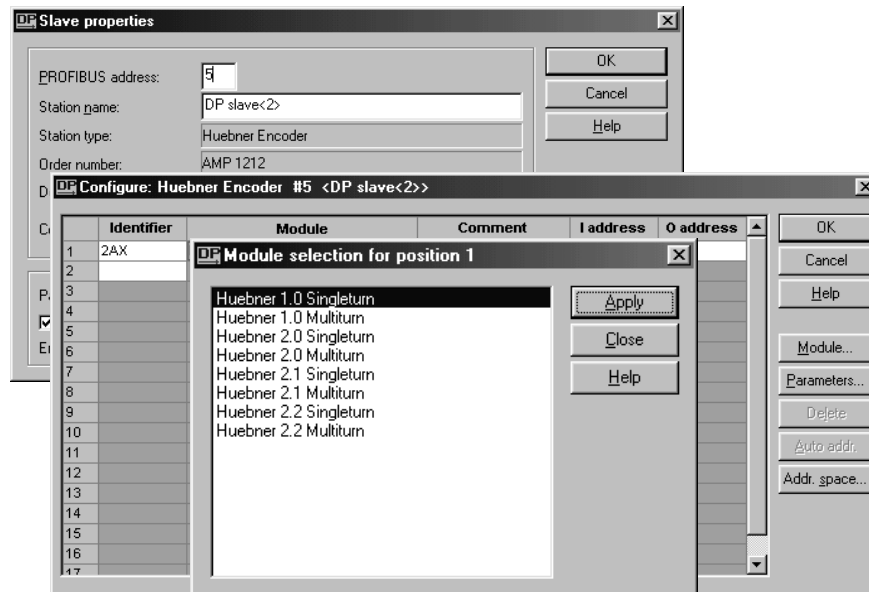 DP Slave properties
PROFIBUS address: 5
OK
Station name: DP slave<2>
Cancel
Station type: Huebner Encoder
Help
Order number: AMP 1212
D
DP Configure: Huebner Encoder #5 <DP slave<2>>
Identifier Module Comment I address O address
OK
1 2AX
DP Module selection for position 1
Cancel
2
3
Help
4
5
6
Module...
7
Parameters...
8
9
Delete
10
11
Auto addr.
12
Addr. space...
13
14
15
16
17
Huebner 1.0 Singleturn
Huebner 1.0 Multiturn
Huebner 2.0 Singleturn
Huebner 2.0 Multiturn
Huebner 2.1 Singleturn
Huebner 2.1 Multiturn
Huebner 2.2 Singleturn
Huebner 2.2 Multiturn
Apply
Close
Help